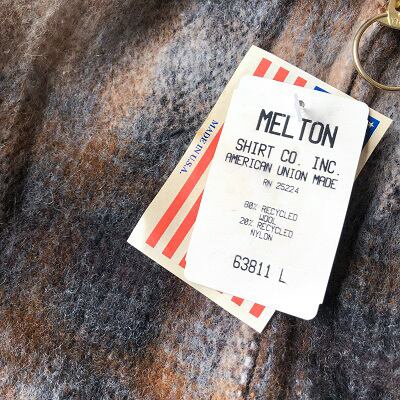 MADE IN U.S.A.
MELTON
SHIRT CO. INC.
AMERICAN UNION MADE
RN 25224
80% RECYCLED
WOOL
20% RECYCLED
NYLON
63811 L